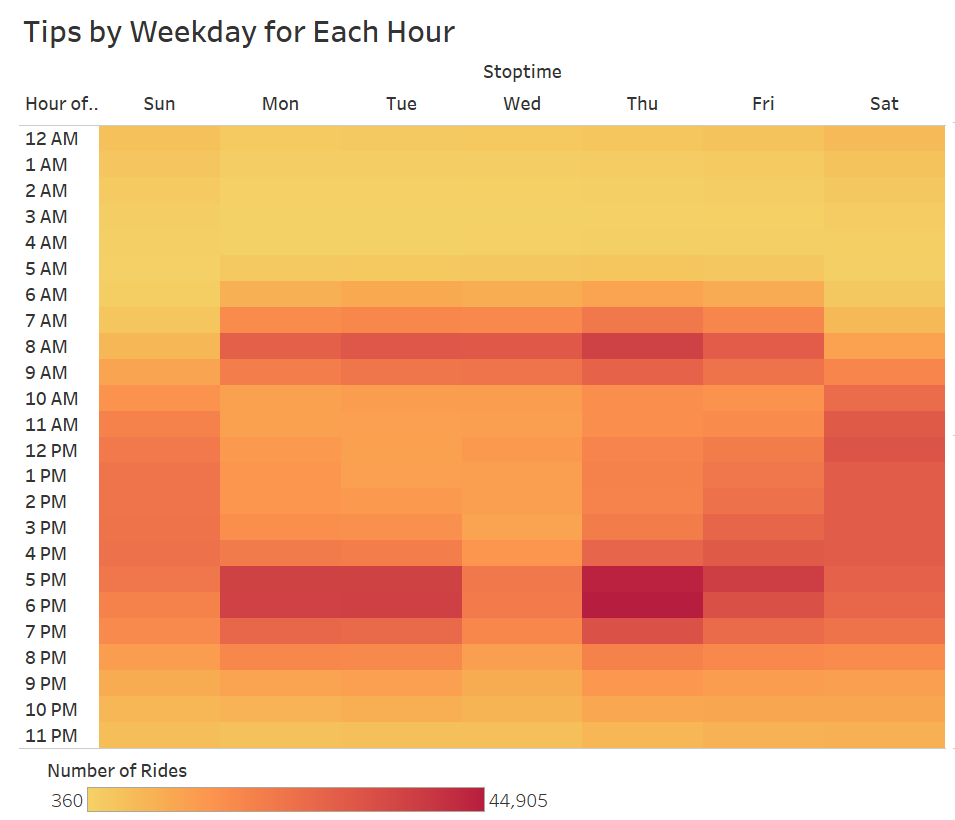 Tips by Weekday for Each Hour
Stoptime
Hour of.. Sun Mon Tue Wed Thu Fri Sat
12 AM
1 AM
2 AM
3 AM
4 AM
5 AM
6 AM
7 AM
8 AM
9 AM
10 AM
11 AM
12 PM
1 PM
2 PM
3 PM
4 PM
5 PM
6 PM
7 PM
8 PM
9 PM
10 PM
11 PM
Number of Rides
360 44,905